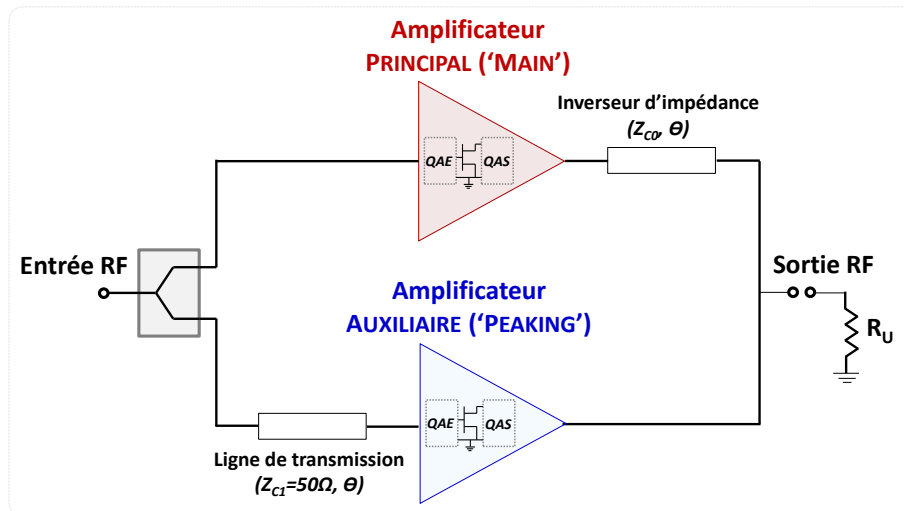 Amplificateur
PRINCIPAL ('MAIN')
Inverseur d'impédance
(Z_C0, Θ)
QAE
QAS
Entrée RF
Sortie RF
Amplificateur
AUXILIAIRE ('PEAKING')
R_U
QAE
QAS
Ligne de transmission
(Z_C1=50Ω, Θ)